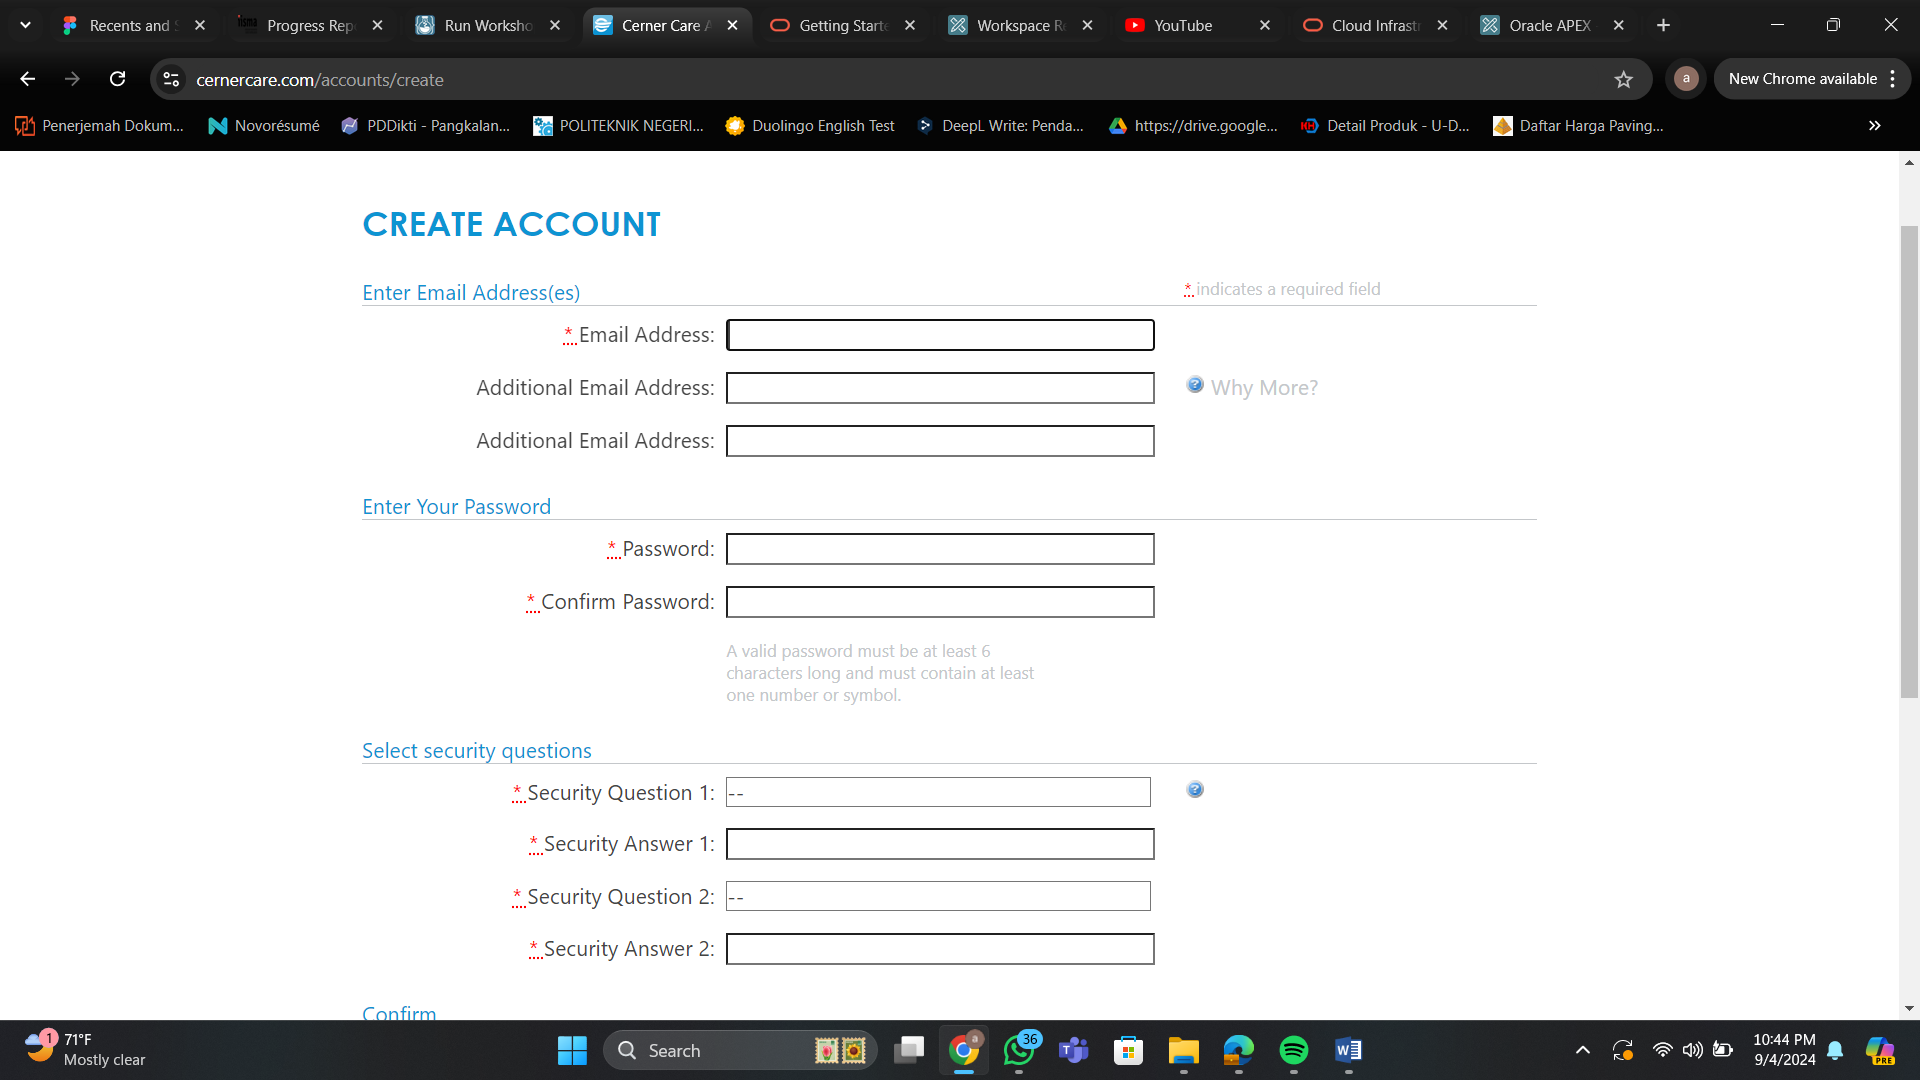 Recents and S
Progress Rep
Run Worksho
Cerner Care A
Getting Starte
Workspace Re
YouTube
Cloud Infrastr
Oracle APEX
cernercare.com/accounts/create
a
New Chrome available
Penerjemah Dokum...
Novorésumé
PDDikti - Pangkalan...
POLITEKNIK NEGERI...
Duolingo English Test
DeepL Write: Penda...
https://drive.google...
Detail Produk - U-D...
Daftar Harga Paving...
CREATE ACCOUNT
Enter Email Address(es)
* indicates a required field
* Email Address:
Additional Email Address:
Why More?
Additional Email Address:
Enter Your Password
* Password:
* Confirm Password:
A valid password must be at least 6
characters long and must contain at least
one number or symbol.
Select security questions
* Security Question 1: --
* Security Answer 1:
* Security Question 2: --
* Security Answer 2:
Confirm
1
71°F
Mostly clear
Search
36
10:44 PM
9/4/2024
PRE